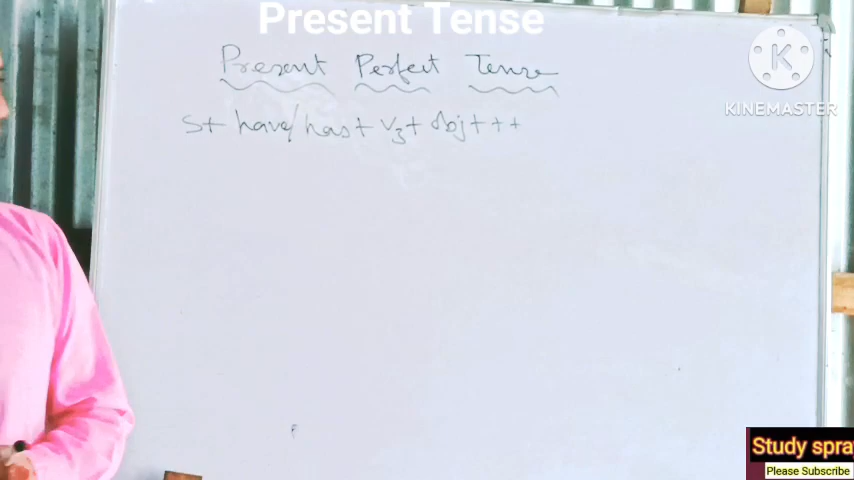 Present Tense
Present Perfect Tense
S+ have/has + V3 + obj + + +
K
KINEMASTER
Study spra
Please Subscribe